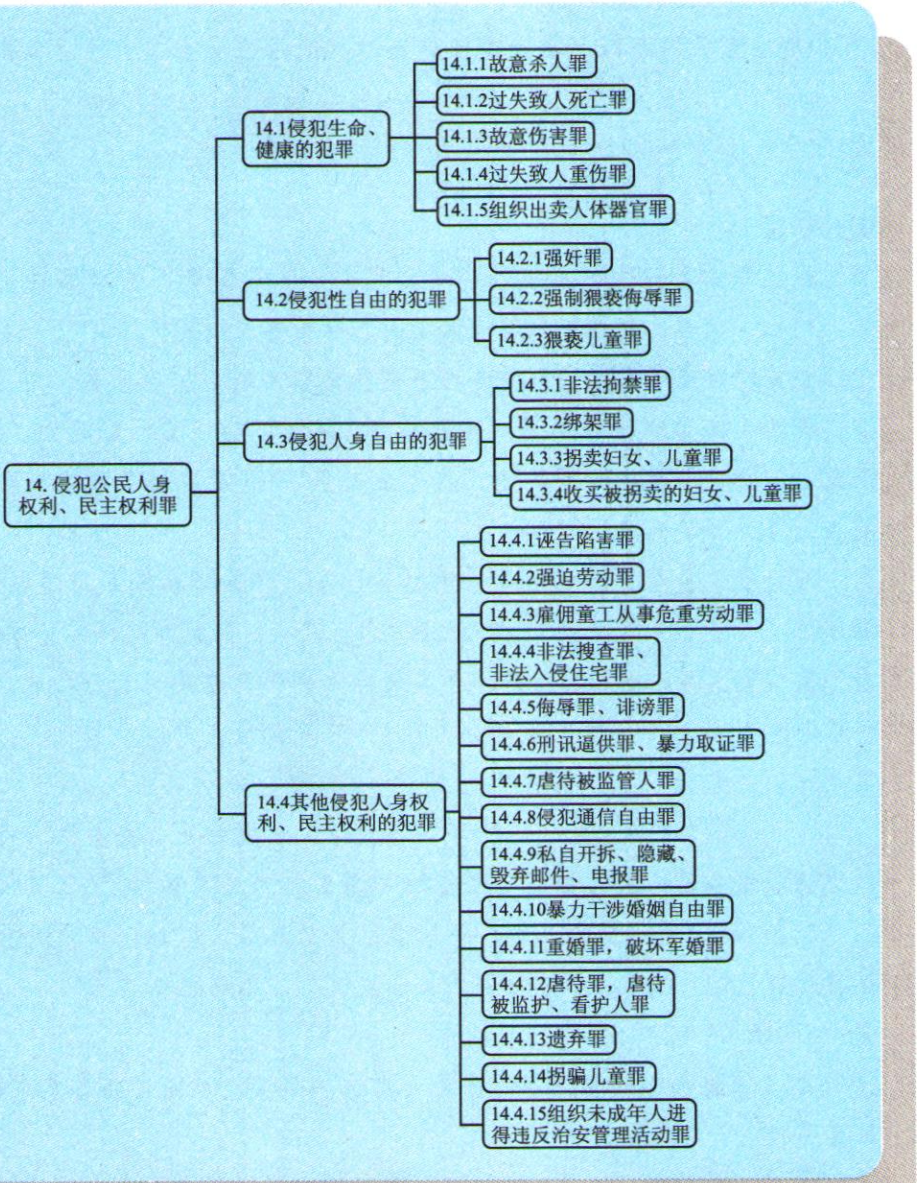 14. 侵犯公民人身
权利、民主权利罪
14.1侵犯生命、
健康的犯罪
14.1.1故意杀人罪
14.1.2过失致人死亡罪
14.1.3故意伤害罪
14.1.4过失致人重伤罪
14.1.5组织出卖人体器官罪
14.2侵犯性自由的犯罪
14.2.1强奸罪
14.2.2强制猥亵侮辱罪
14.2.3猥亵儿童罪
14.3侵犯人身自由的犯罪
14.3.1非法拘禁罪
14.3.2绑架罪
14.3.3拐卖妇女、儿童罪
14.3.4收买被拐卖的妇女、儿童罪
14.4其他侵犯人身权
利、民主权利的犯罪
14.4.1诬告陷害罪
14.4.2强迫劳动罪
14.4.3雇佣童工从事危重劳动罪
14.4.4非法搜查罪、
非法入侵住宅罪
14.4.5侮辱罪、诽谤罪
14.4.6刑讯逼供罪、暴力取证罪
14.4.7虐待被监管人罪
14.4.8侵犯通信自由罪
14.4.9私自开拆、隐藏、
毁弃邮件、电报罪
14.4.10暴力干涉婚姻自由罪
14.4.11重婚罪，破坏军婚罪
14.4.12虐待罪，虐待
被监护、看护人罪
14.4.13遗弃罪
14.4.14拐骗儿童罪
14.4.15组织未成年人进
得违反治安管理活动罪